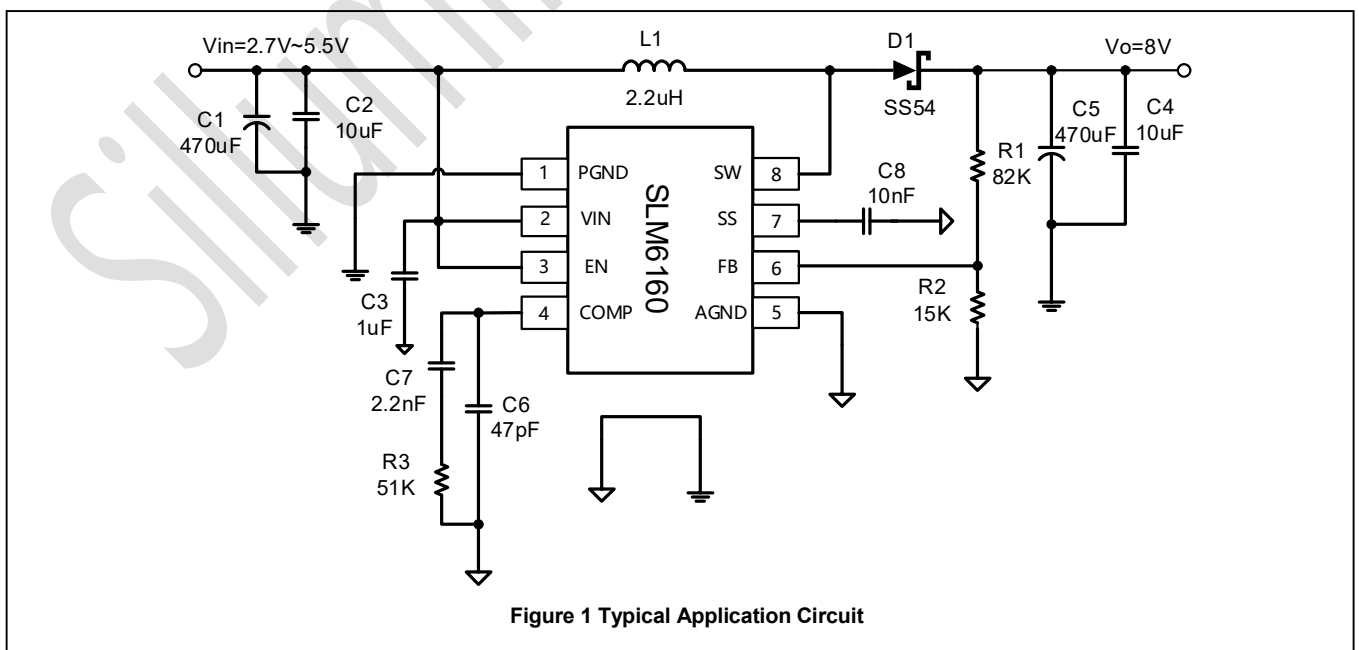 Vin=2.7V~5.5V
L1
D1
Vo=8V
2.2uH
SS54
C1
470uF
C2
10uF
C5
470uF
C4
10uF
R1
82K
1
PGND
SW
8
C8
10nF
2
VIN
SS
7
3
EN
FB
6
4
COMP
AGND
5
SLM6160
C3
1uF
R2
15K
C7
2.2nF
C6
47pF
R3
51K
Figure 1 Typical Application Circuit